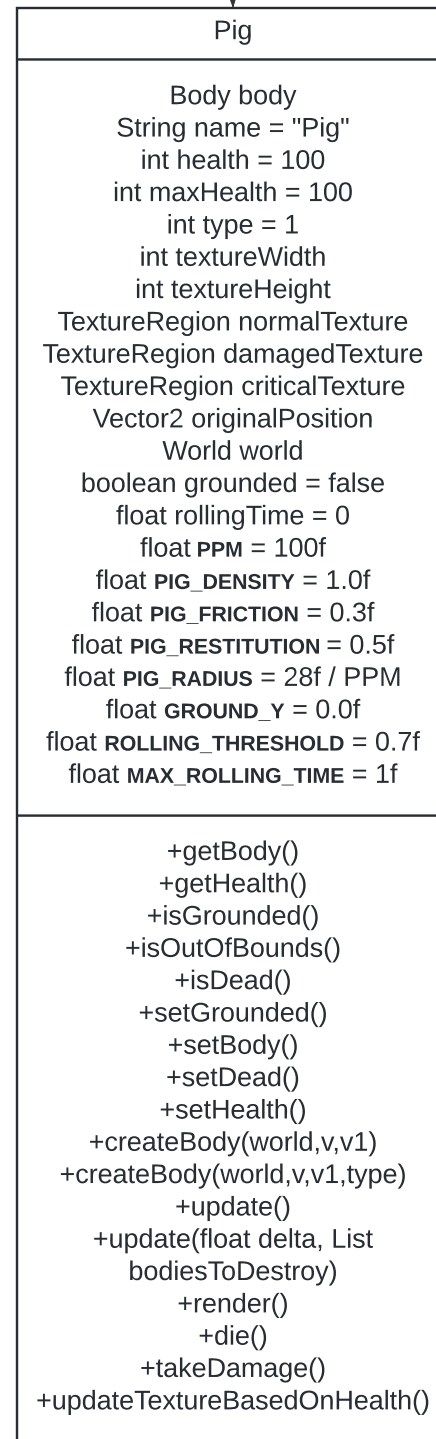 Pig
Body body
String name = "Pig"
int health = 100
int maxHealth = 100
int type = 1
int textureWidth
int textureHeight
TextureRegion normalTexture
TextureRegion damagedTexture
TextureRegion criticalTexture
Vector2 originalPosition
World world
boolean grounded = false
float rollingTime = 0
float PPM = 100f
float PIG_DENSITY = 1.0f
float PIG_FRICTION = 0.3f
float PIG_RESTITUTION = 0.5f
float PIG_RADIUS = 28f / PPM
float GROUND_Y = 0.0f
float ROLLING_THRESHOLD = 0.7f
float MAX_ROLLING_TIME = 1f
+getBody()
+getHealth()
+isGrounded()
+isOutOfBounds()
+isDead()
+setGrounded()
+setBody()
+setDead()
+setHealth()
+createBody(world,v,v1)
+createBody(world,v,v1,type)
+update()
+update(float delta, List
bodiesToDestroy)
+render()
+die()
+takeDamage()
+updateTextureBasedOnHealth()